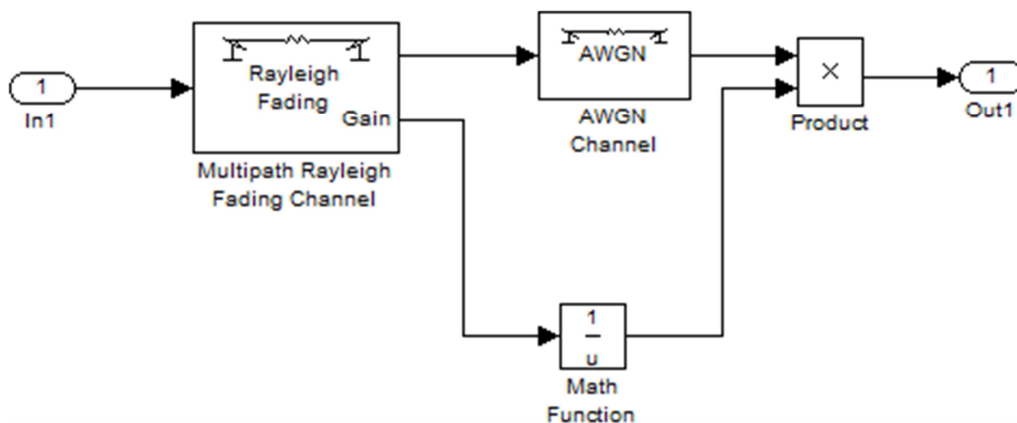 1
In1
Rayleigh
Fading
Gain
Multipath Rayleigh
Fading Channel
AWGN
AWGN
Channel
×
Product
1
Out1
1
u
Math
Function